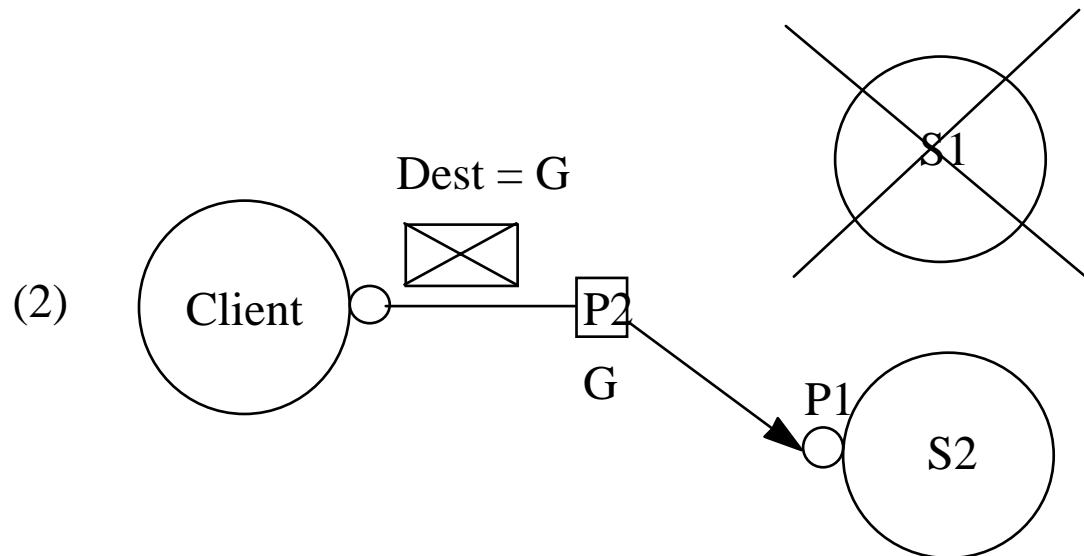 S1
Dest = G
(2)
Client
P2
G
P1
S2